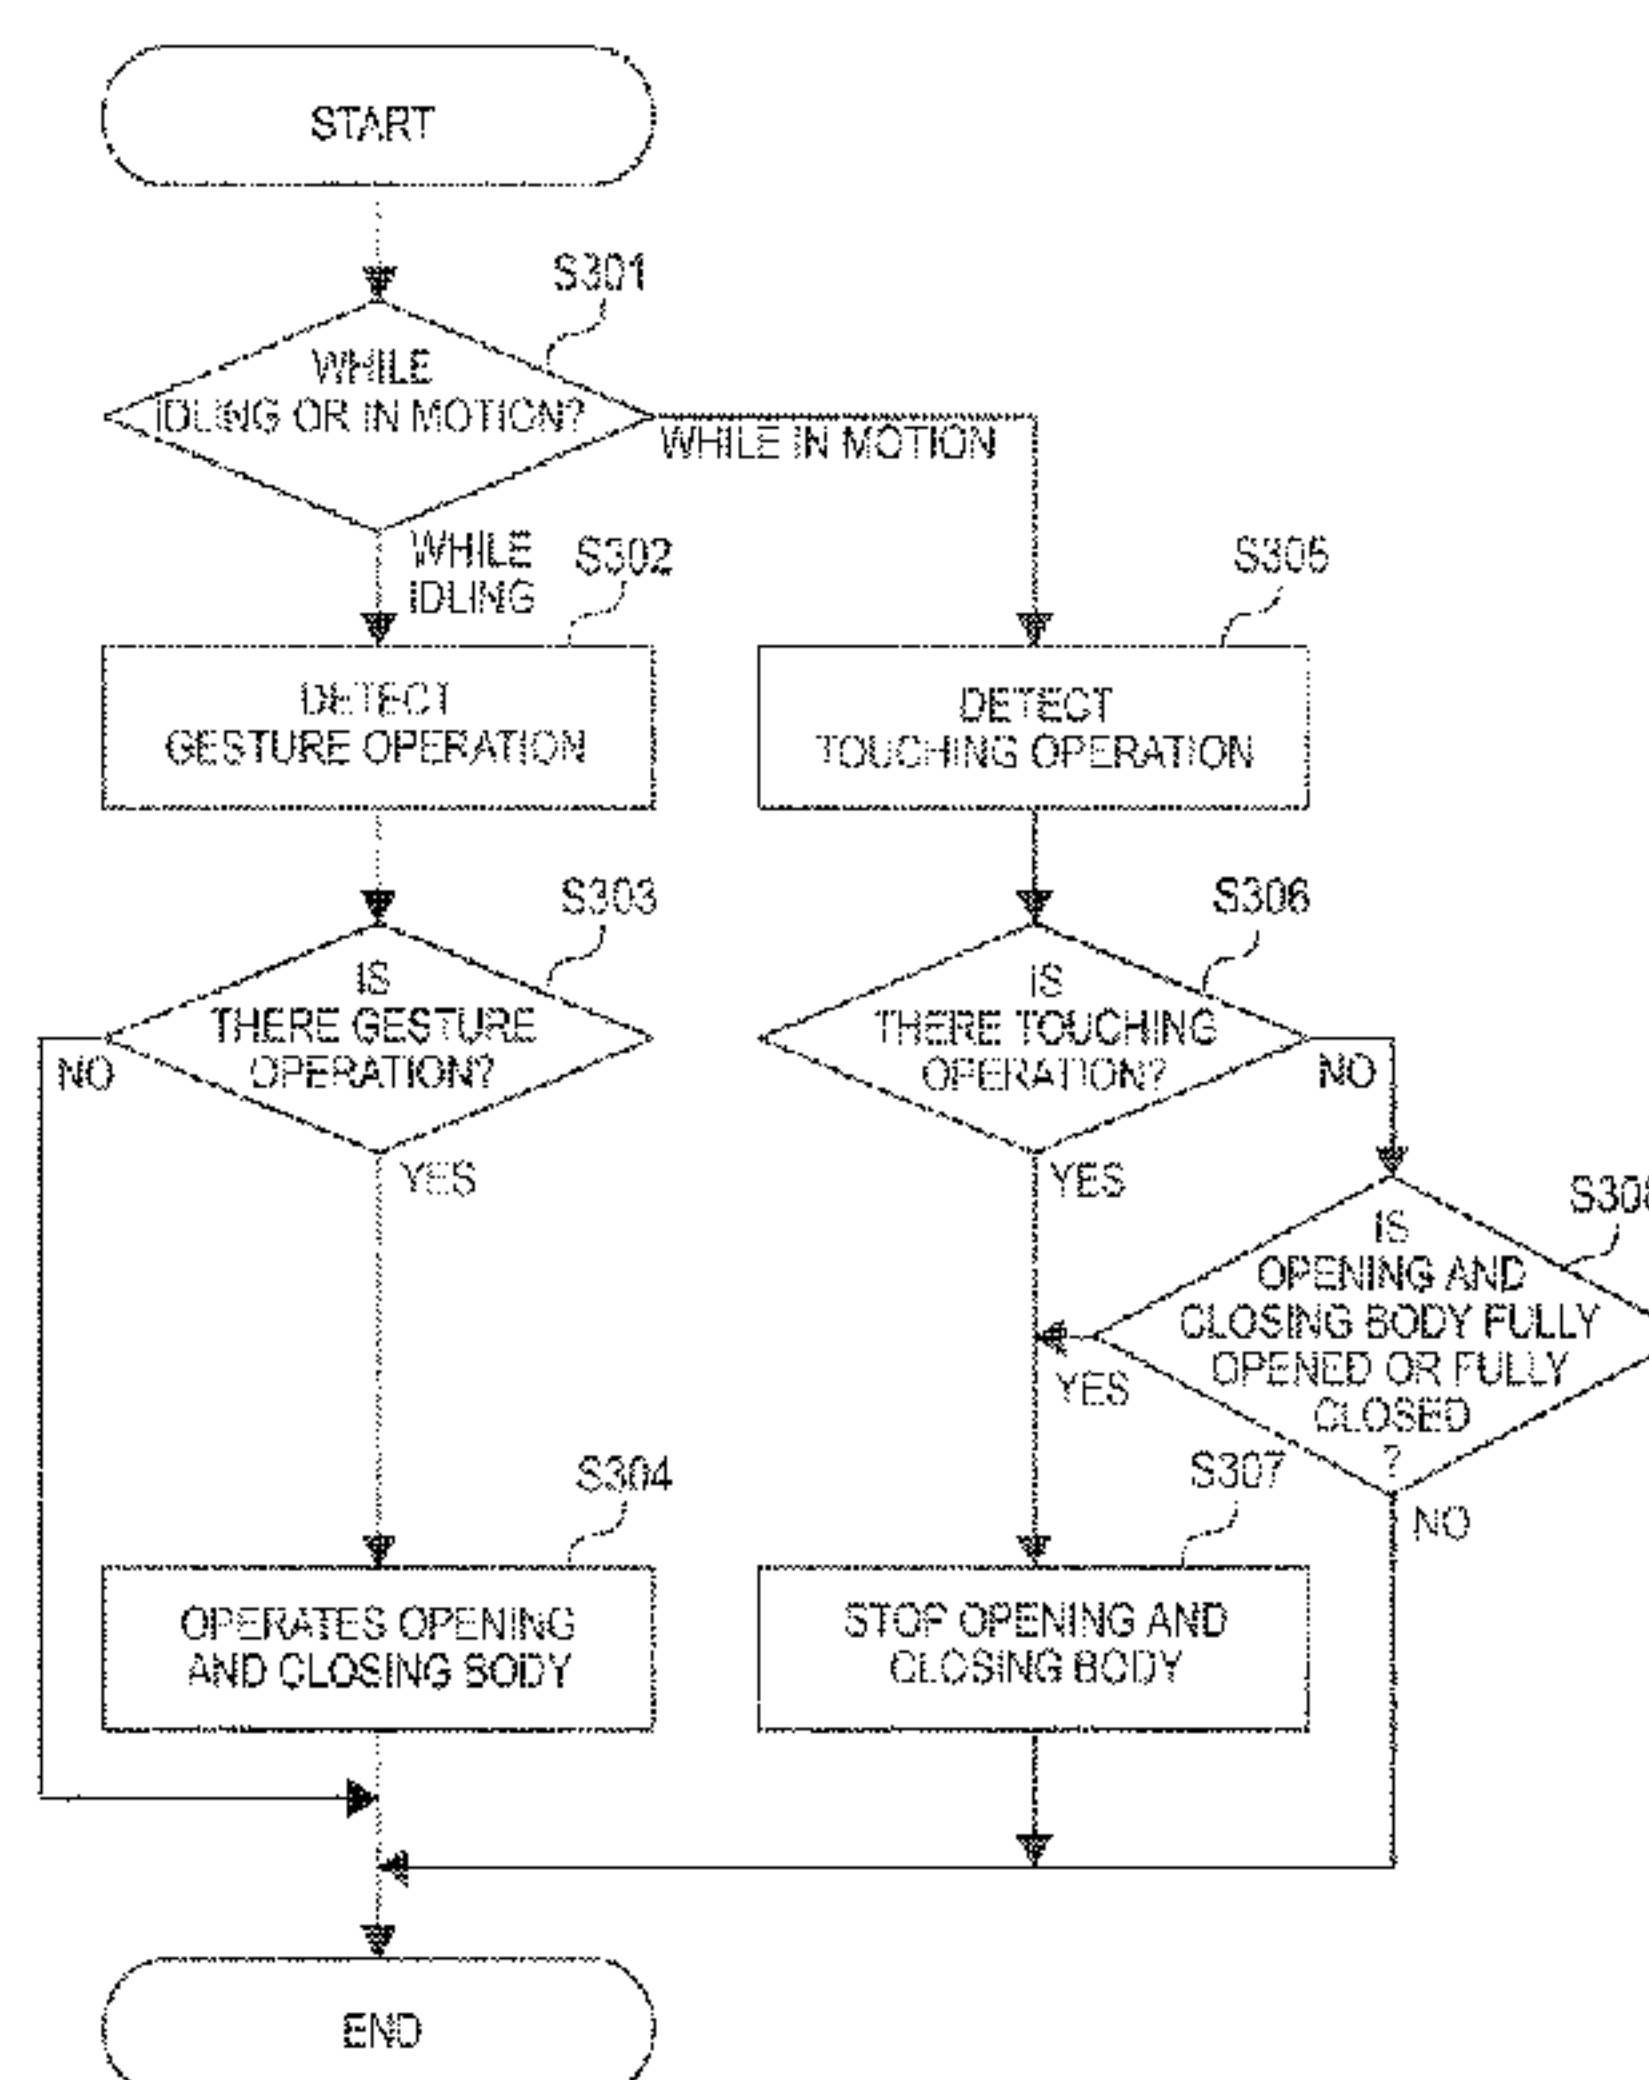 START
S301
WHILE
IDLING OR IN MOTION?
WHILE IN MOTION
WHILE
IDLING
S302
S305
DETECT
GESTURE OPERATION
DETECT
TOUCHING OPERATION
S303
S306
IS
THERE GESTURE
OPERATION?
NO
YES
IS
THERE TOUCHING
OPERATION?
NO
YES
IS
OPENING AND
CLOSING BODY FULLY
OPENED OR FULLY
CLOSED
?
YES
NO
S304
S307
OPERATES OPENING
AND CLOSING BODY
STOP OPENING AND
CLOSING BODY
END